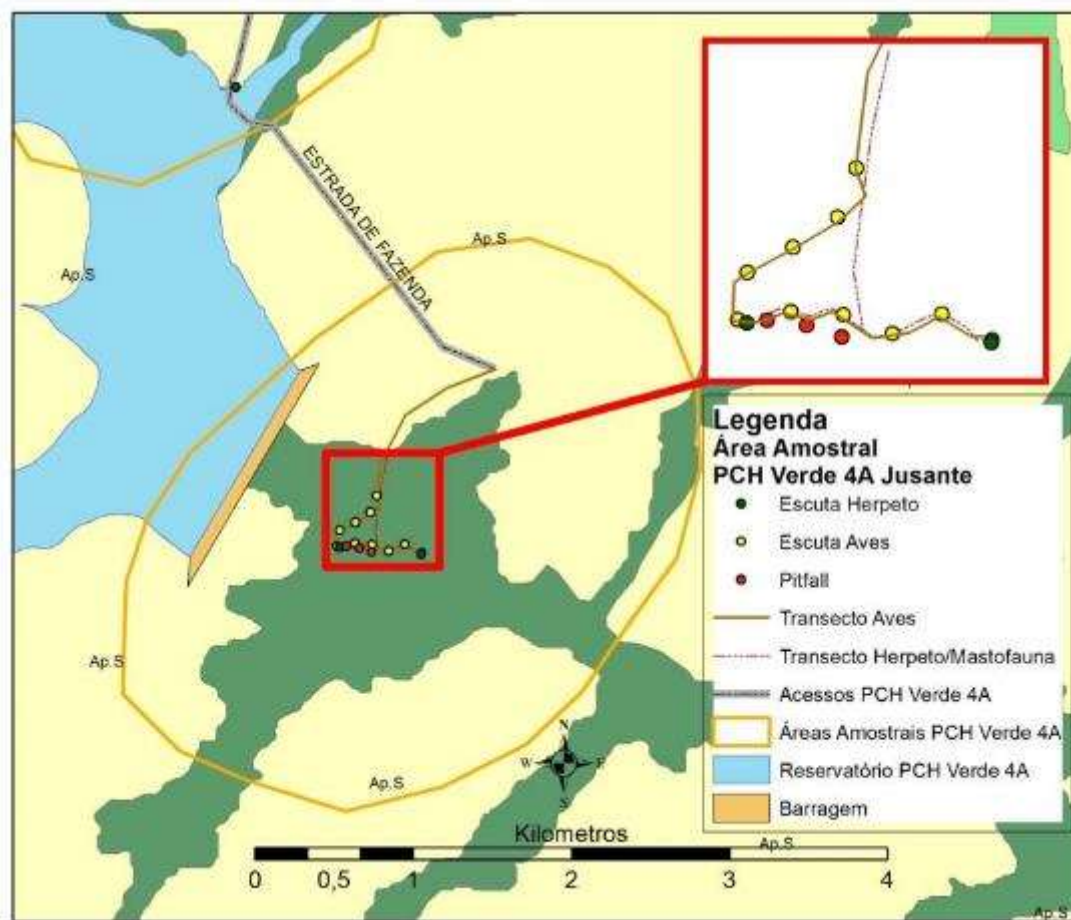 ESTRADA DE FAZENDA
Ap.S
Ap.S
Legenda
Área Amostral
PCH Verde 4A Jusante
Escuta Herpeto
Escuta Aves
Pitfall
Transecto Aves
Transecto Herpeto/Mastofauna
Acessos PCH Verde 4A
Áreas Amostrais PCH Verde 4A
Reservatório PCH Verde 4A
Barragem
Ap.S
Ap.S
N
W E
S
Kilometros
Ap.S
0 0,5 1 2 3 4
Ap.S